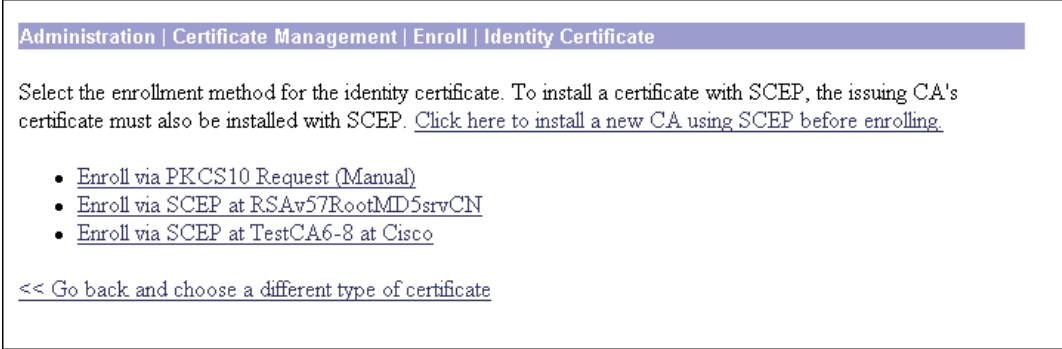 Administration | Certificate Management | Enroll | Identity Certificate
Select the enrollment method for the identity certificate. To install a certificate with SCEP, the issuing CA's
certificate must also be installed with SCEP. Click here to install a new CA using SCEP before enrolling.
• Enroll via PKCS10 Request (Manual)
• Enroll via SCEP at RSAv57RootMD5srvCN
• Enroll via SCEP at TestCA6-8 at Cisco
<< Go back and choose a different type of certificate